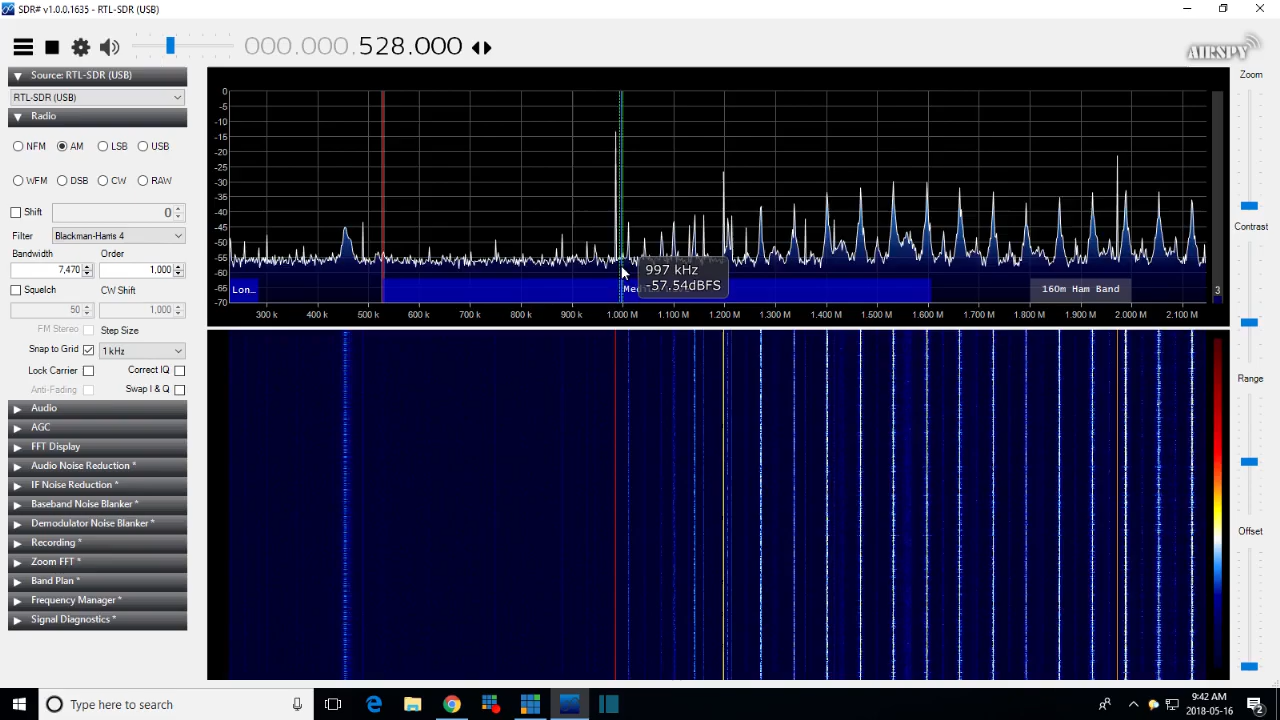 SDR# v1.0.0.1635 - RTL-SDR (USB)
000.000.528.000
AIRSPY
Source: RTL-SDR (USB)
RTL-SDR (USB)
Radio
NFM AM LSB USB
WFM DSB CW RAW
Shift 0
Filter Blackman-Harris 4
Bandwidth Order
7,470 1,000
Squelch CW Shift
50 1,000
FM Stereo Step Size
Snap to Grid 1 kHz
Lock Carrier Correct IQ
Anti-Fading Swap I & Q
Audio
AGC
FFT Display
Audio Noise Reduction *
IF Noise Reduction *
Baseband Noise Blanker *
Demodulator Noise Blanker *
Recording *
Zoom FFT *
Band Plan *
Frequency Manager *
Signal Diagnostics *
0
-5
-10
-15
-20
-25
-30
-35
-40
-45
-50
-55
-60
-65
-70
997 kHz
-57.54dBFS
Lon... Me 160m Ham Band 3
300 k 400 k 500 k 600 k 700 k 800 k 900 k 1.000 M 1.100 M 1.200 M 1.300 M 1.400 M 1.500 M 1.600 M 1.700 M 1.800 M 1.900 M 2.000 M 2.100 M
Zoom
Contrast
Range
Offset
Type here to search
9:42 AM
2018-05-16
2